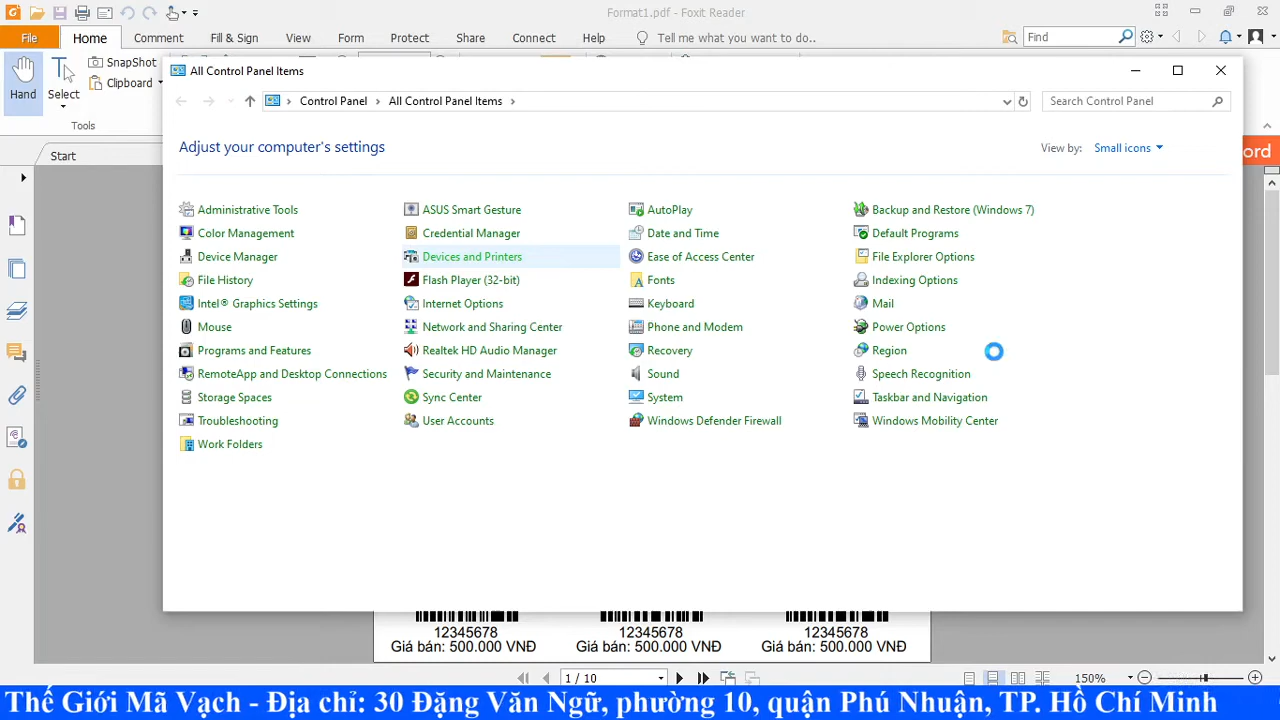 Format1.pdf - Foxit Reader
File Home Comment Fill & Sign View Form Protect Share Connect Help Tell me what you want to do.. Find
Hand
Select
SnapShot
Clipboard
Tools
Start
All Control Panel Items
Control Panel All Control Panel Items Search Control Panel
Adjust your computer's settings
View by: Small icons
Administrative Tools ASUS Smart Gesture AutoPlay Backup and Restore (Windows 7)
Color Management Credential Manager Date and Time Default Programs
Device Manager Devices and Printers Ease of Access Center File Explorer Options
File History Flash Player (32-bit) Fonts Indexing Options
Intel® Graphics Settings Internet Options Keyboard Mail
Mouse Network and Sharing Center Phone and Modem Power Options
Programs and Features Realtek HD Audio Manager Recovery Region
RemoteApp and Desktop Connections Security and Maintenance Sound Speech Recognition
Storage Spaces Sync Center System Taskbar and Navigation
Troubleshooting User Accounts Windows Defender Firewall Windows Mobility Center
Work Folders
12345678 12345678 12345678
Giá bán: 500.000 VNĐ Giá bán: 500.000 VNĐ Giá bán: 500.000 VNĐ
1 / 10 150%
Thế Giới Mã Vạch - Địa chỉ: 30 Đặng Văn Ngữ, phường 10, quận Phú Nhuận, TP. Hồ Chí Minh